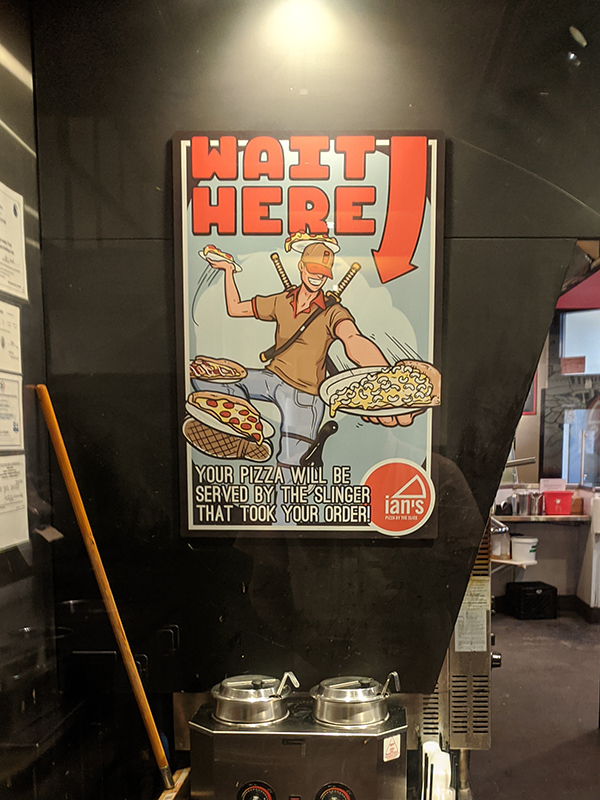 WAIT
HERE
YOUR PIZZA WILL BE
SERVED BY THE SLINGER
THAT TOOK YOUR ORDER!
ian's
PIZZA BY THE SLICE